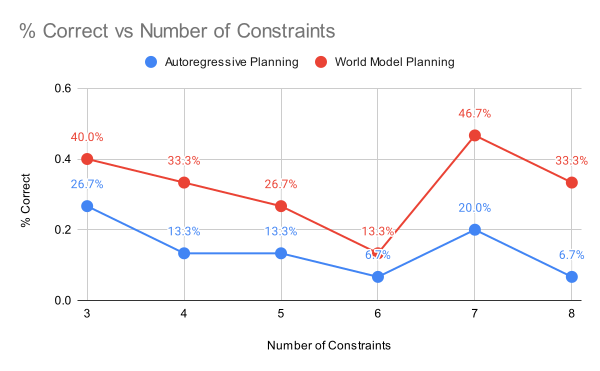 % Correct vs Number of Constraints
Autoregressive Planning World Model Planning
0.6
46.7%
40.0%
0.4
33.3% 33.3%
26.7% 26.7%
20.0%
% Correct
0.2
13.3% 13.3% 13.3%
6.7% 6.7%
0.0
3 4 5 6 7 8
Number of Constraints